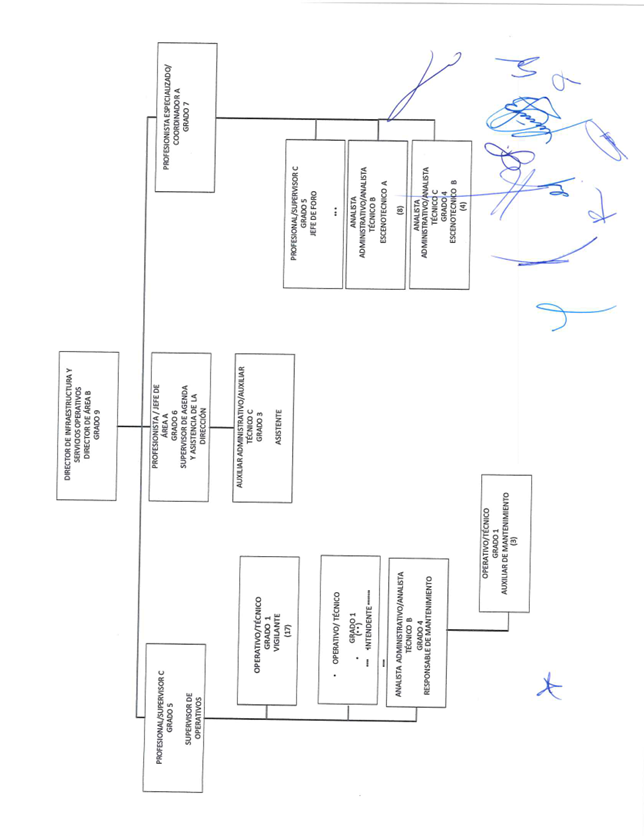 DIRECTOR DE INFRAESTRUCTURA Y
SERVICIOS OPERATIVOS
DIRECTOR DE ÁREA B
GRADO 9
PROFESIONAL/SUPERVISOR C
GRADO 5
SUPERVISOR DE
OPERATIVOS
PROFESIONISTA / JEFE DE
ÁREA A
GRADO 6
SUPERVISOR DE AGENDA
Y ASISTENCIA DE LA
DIRECCIÓN
PROFESIONISTA ESPECIALIZADO/
COORDINADOR A
GRADO 7
OPERATIVO/TÉCNICO
GRADO 1
VIGILANTE
(17)
OPERATIVO/ TÉCNICO
GRADO 1
INTENDENTE
ANALISTA ADMINISTRATIVO/ANALISTA
TÉCNICO B
GRADO 4
RESPONSABLE DE MANTENIMIENTO
OPERATIVO/TÉCNICO
GRADO 1
AUXILIAR DE MANTENIMIENTO
(3)
AUXILIAR ADMINISTRATIVO/AUXILIAR
TÉCNICO C
GRADO 3
ASISTENTE
PROFESIONAL/SUPERVISOR C
GRADO 5
JEFE DE FORO
ANALISTA
ADMINISTRATIVO/ANALISTA
TÉCNICO B
ESCENOTECNICO A
(8)
ANALISTA
ADMINISTRATIVO/ANALISTA
TÉCNICO C
GRADO 4
ESCENOTECNICO B
(4)